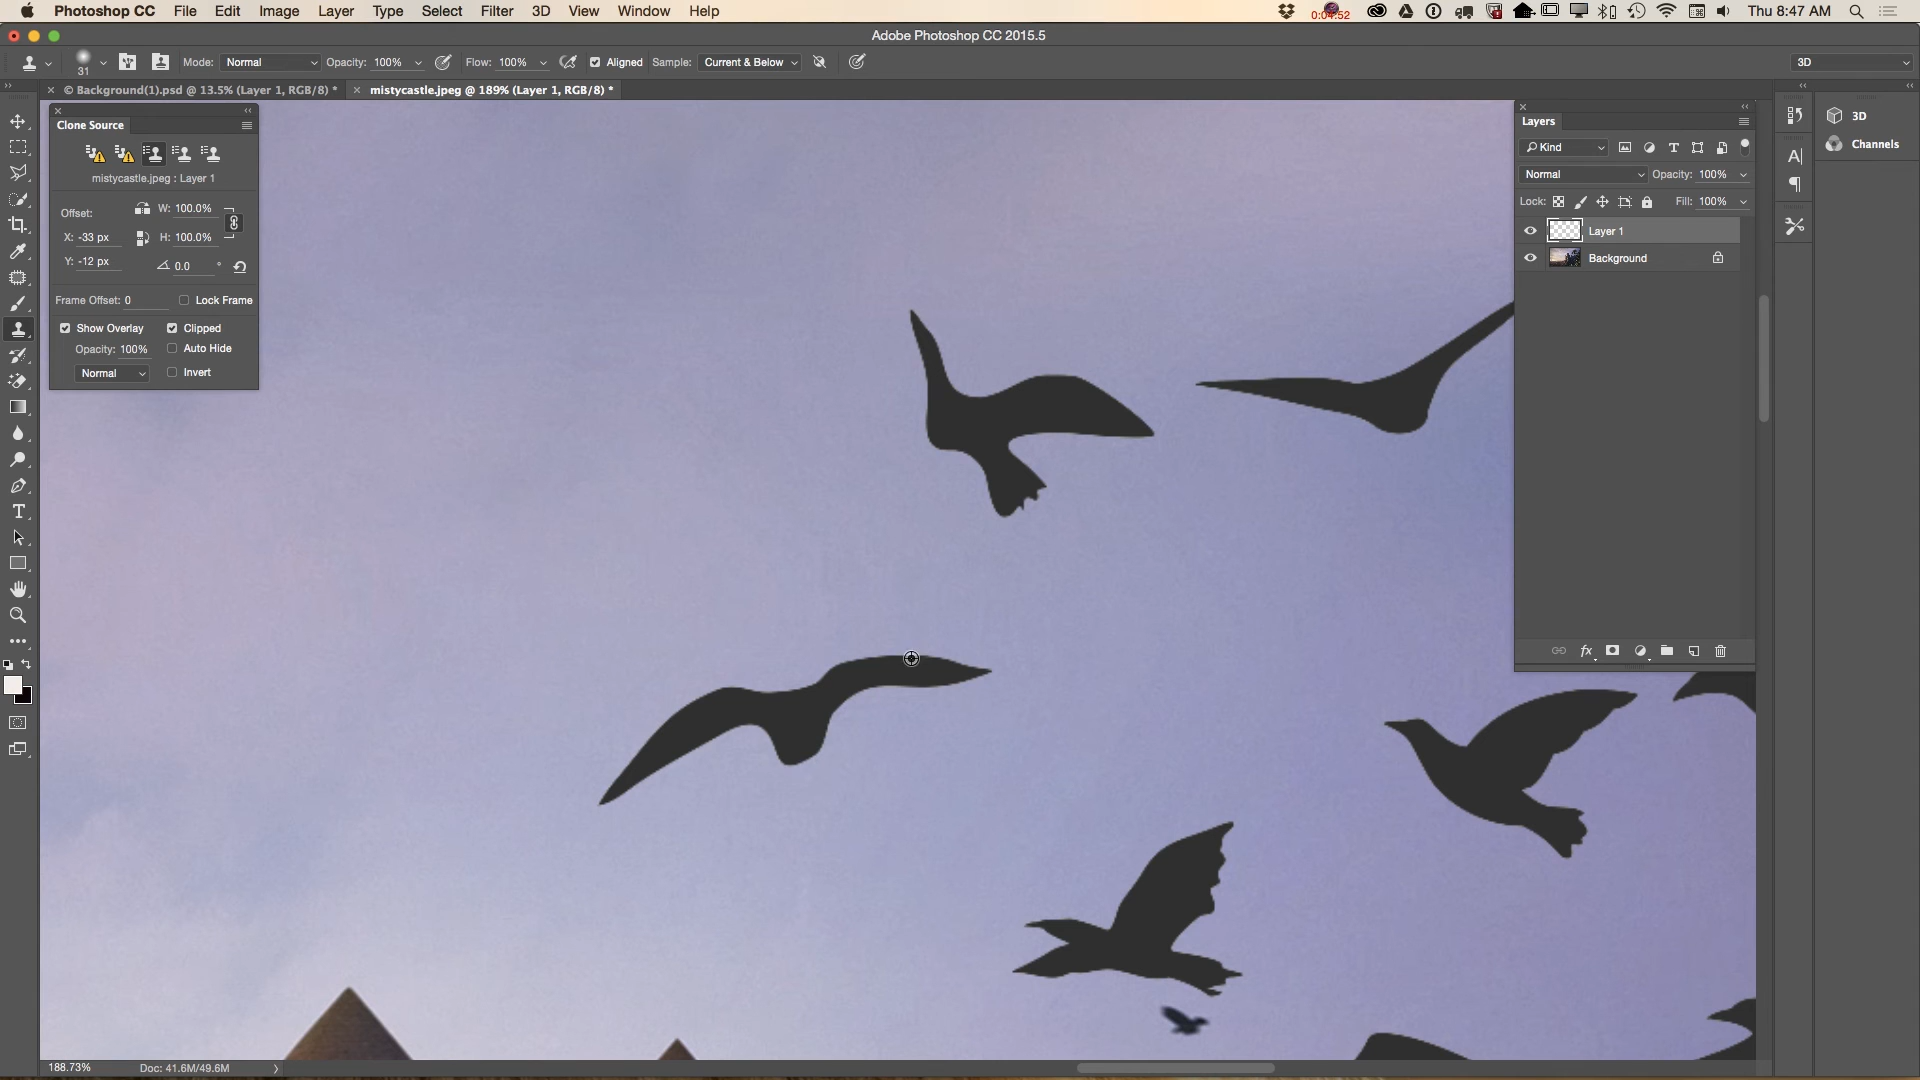 Photoshop CC File Edit Image Layer Type Select Filter 3D View Window Help 0:04:52 Thu 8:47 AM
Adobe Photoshop CC 2015.5
31 Mode: Normal Opacity: 100% Flow: 100% Aligned Sample: Current & Below 3D
© Background(1).psd @ 13.5% (Layer 1, RGB/8) * mistycastle.jpeg @ 189% (Layer 1, RGB/8) *
Clone Source
mistycastle.jpeg : Layer 1
Offset: W: 100.0%
X: -33 px H: 100.0%
Y: -12 px 0.0 °
Frame Offset: 0 Lock Frame
Show Overlay Clipped
Opacity: 100% Auto Hide
Normal Invert
Layers
Kind
Normal Opacity: 100%
Lock: Fill: 100%
Layer 1
Background
fx
3D
Channels
188.73% Doc: 41.6M/49.6M